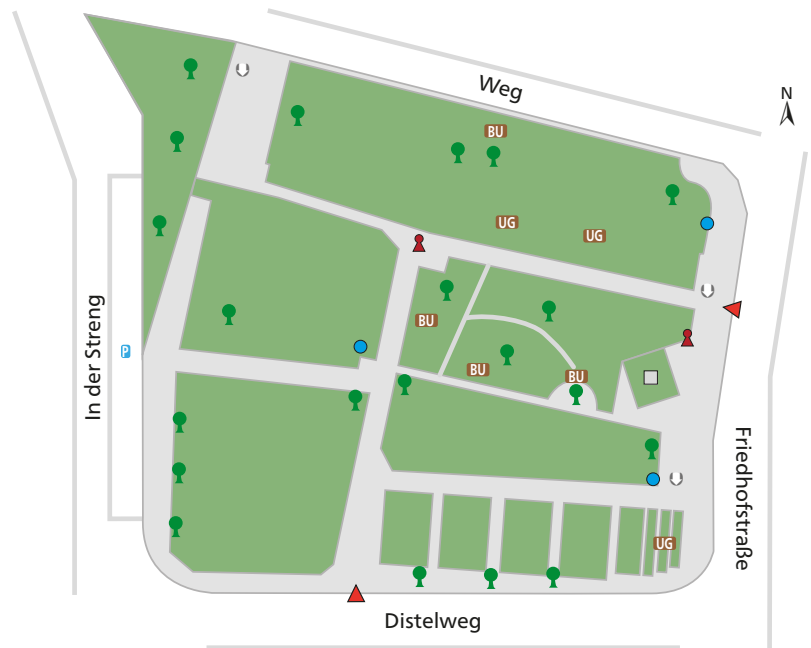 Weg
N
BU
UG
UG
BU
BU
BU
In der Streng
P
Friedhofstraße
UG
Distelweg